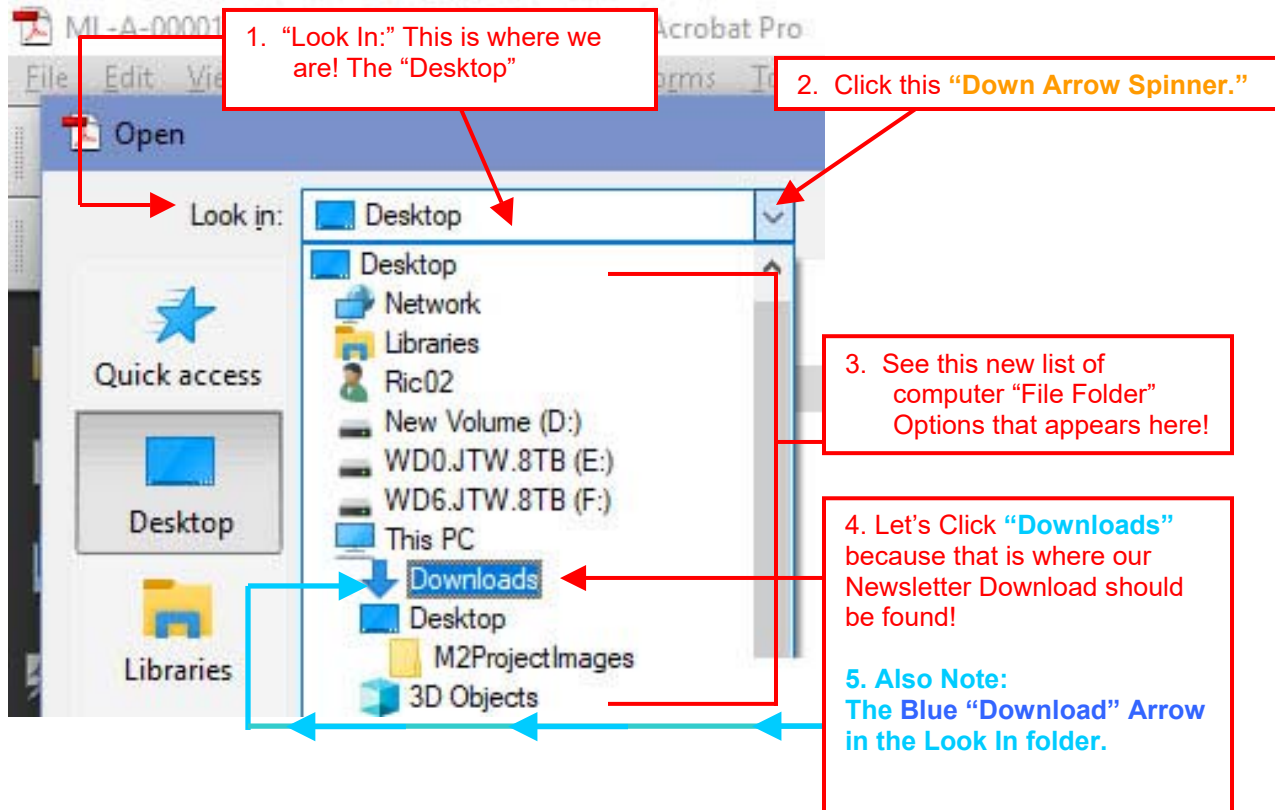 ML-A-00001
Acrobat Pro
1. “Look In:” This is where we
are! The “Desktop”
File Edit
2. Click this “Down Arrow Spinner.”
Open
Look in:
Desktop
Desktop
Network
Libraries
Ric02
New Volume (D:)
WD0.JTW.8TB (E:)
WD6.JTW.8TB (F:)
This PC
Downloads
Desktop
M2ProjectImages
3D Objects
Quick access
Desktop
Libraries
3. See this new list of
computer “File Folder”
Options that appears here!
4. Let’s Click “Downloads”
because that is where our
Newsletter Download should
be found!
5. Also Note:
The Blue “Download” Arrow
in the Look In folder.